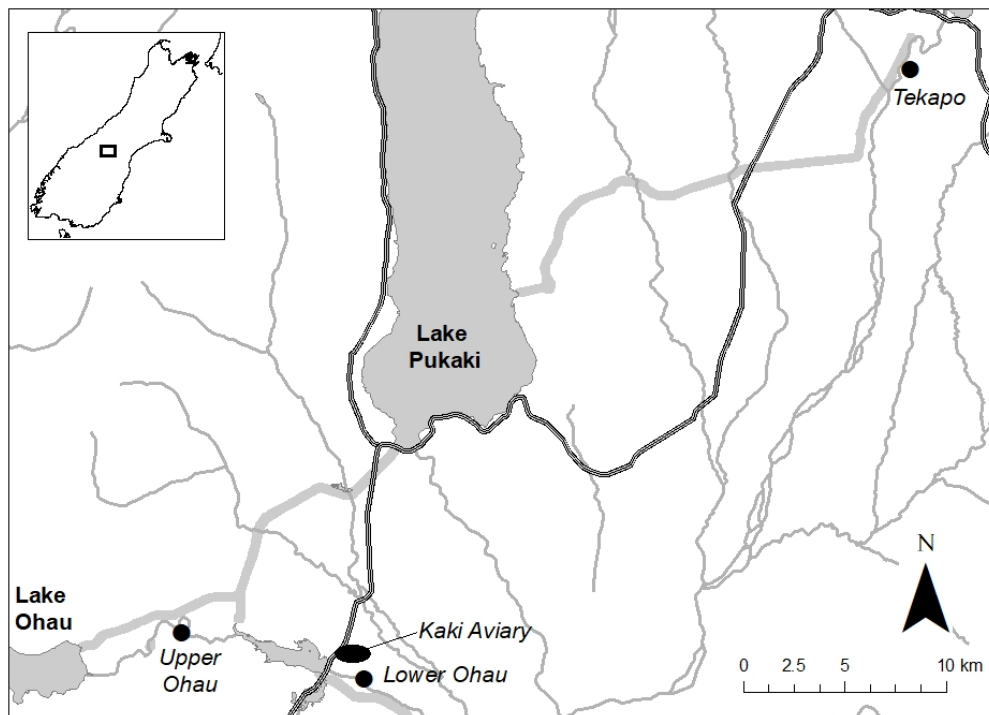 Tekapo
Lake
Pukaki
N
Lake
Ohau
Kaki Aviary
Upper
Ohau
Lower Ohau
0 2.5 5 10 km